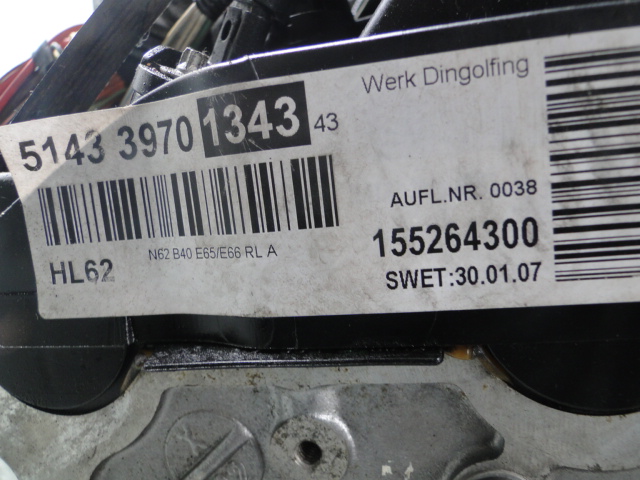 Werk Dingolfing
5143 3970 1343 43
AUFL.NR. 0038
N62 B40 E65/E66 RL A
155264300
HL62
SWET:30.01.07